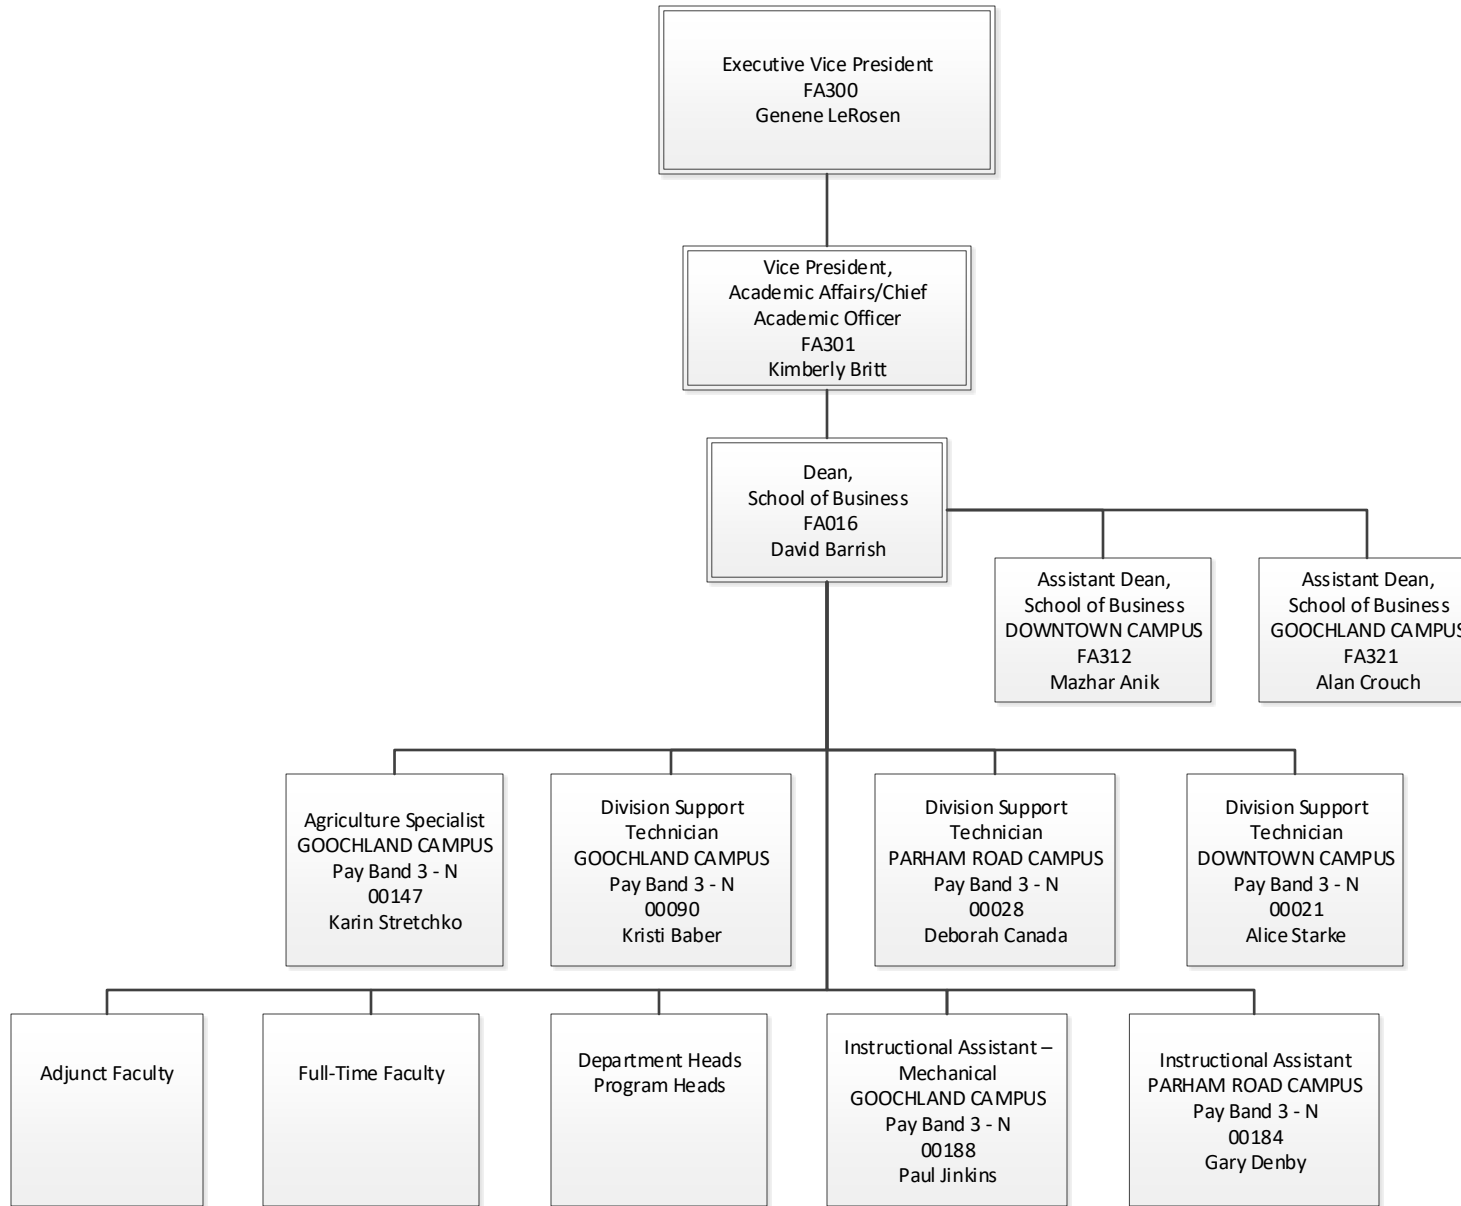 Executive Vice President
FA300
Genene LeRosen
Vice President,
Academic Affairs/Chief
Academic Officer
FA301
Kimberly Britt
Dean,
School of Business
FA016
David Barrish
Assistant Dean,
School of Business
DOWNTOWN CAMPUS
FA312
Mazhar Anik
Assistant Dean,
School of Business
GOOCHLAND CAMPUS
FA321
Alan Crouch
Agriculture Specialist
GOOCHLAND CAMPUS
Pay Band 3 - N
00147
Karin Stretchko
Division Support
Technician
GOOCHLAND CAMPUS
Pay Band 3 - N
00090
Kristi Baber
Division Support
Technician
PARHAM ROAD CAMPUS
Pay Band 3 - N
00028
Deborah Canada
Division Support
Technician
DOWNTOWN CAMPUS
Pay Band 3 - N
00021
Alice Starke
Adjunct Faculty
Full-Time Faculty
Department Heads
Program Heads
Instructional Assistant –
Mechanical
GOOCHLAND CAMPUS
Pay Band 3 - N
00188
Paul Jinkins
Instructional Assistant
PARHAM ROAD CAMPUS
Pay Band 3 - N
00184
Gary Denby